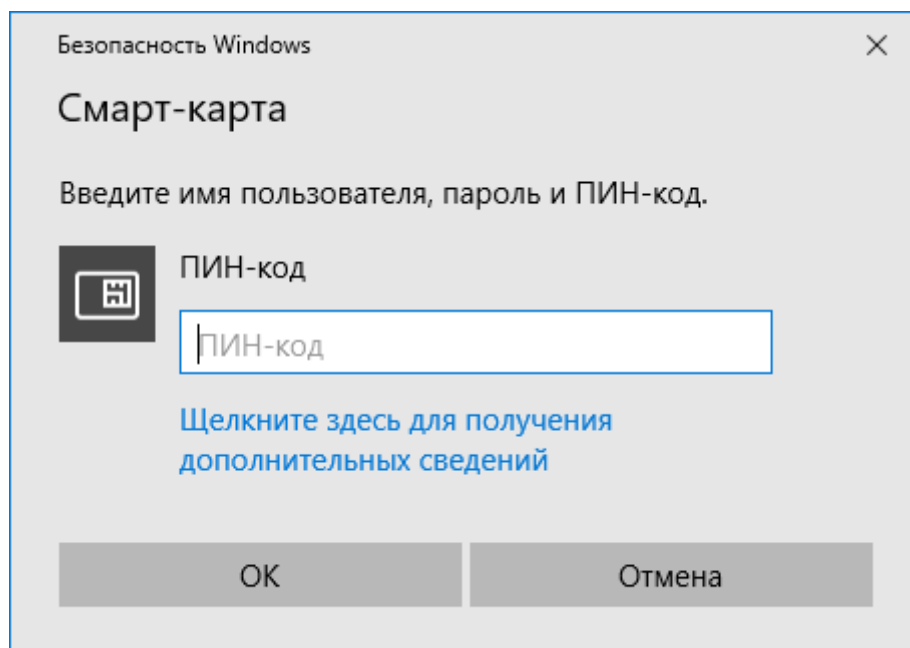 Безопасность Windows
Смарт-карта
Введите имя пользователя, пароль и ПИН-код.
ПИН-код
ПИН-код
Щелкните здесь для получения
дополнительных сведений
ОК
Отмена